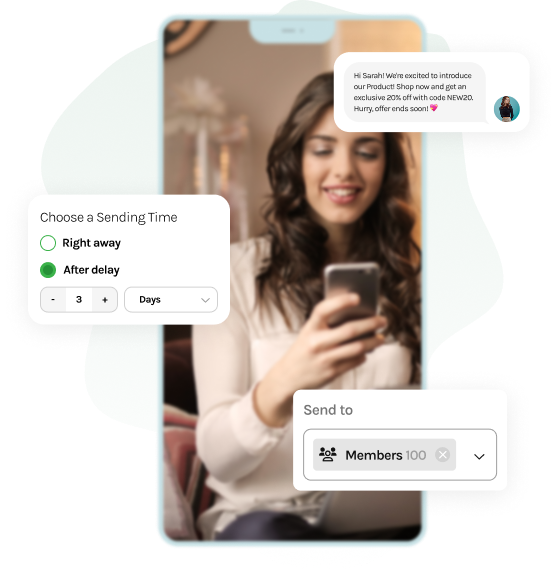 Hi Sarah! We're excited to introduce
our Product! Shop now and get an
exclusive 20% off with code NEW20.
Hurry, offer ends soon! 💗
Choose a Sending Time
Right away
After delay
- 3 +
Days
Send to
Members 100